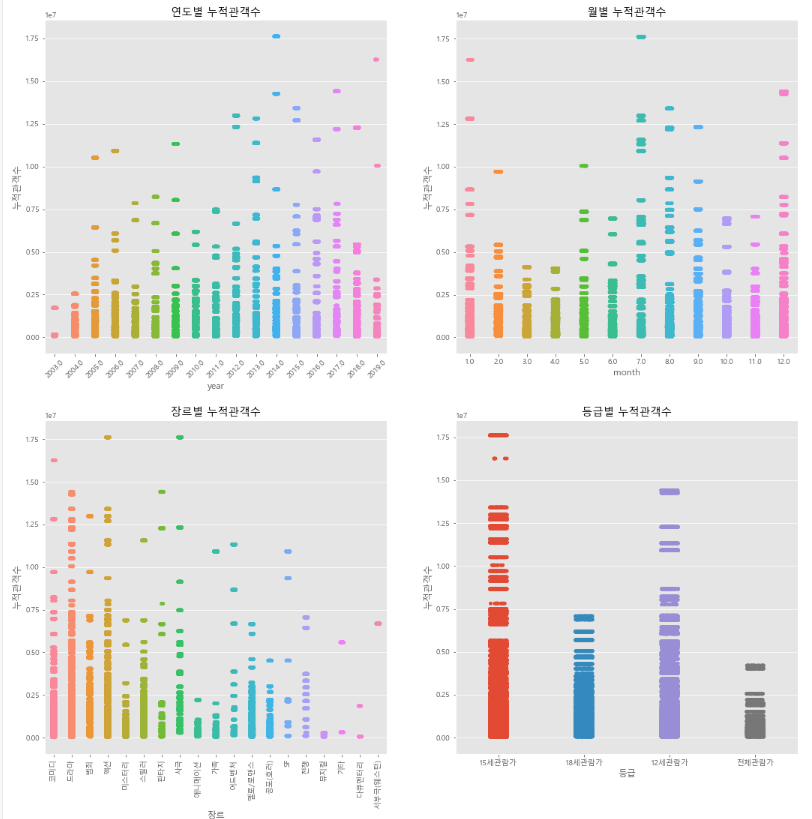 연도별 누적관객수
1e7
1.75
1.50
1.25
1.00
0.75
0.50
0.25
0.00
누적관객수
2003.0 2004.0 2005.0 2006.0 2007.0 2008.0 2009.0 2010.0 2011.0 2012.0 2013.0 2014.0 2015.0 2016.0 2017.0 2018.0 2019.0
year
월별 누적관객수
1e7
1.75
1.50
1.25
1.00
0.75
0.50
0.25
0.00
누적관객수
1.0 2.0 3.0 4.0 5.0 6.0 7.0 8.0 9.0 10.0 11.0 12.0
month
장르별 누적관객수
1e7
1.75
1.50
1.25
1.00
0.75
0.50
0.25
0.00
누적관객수
코미디 드라마 범죄 액션 미스터리 스릴러 판타지 사극 애니메이션 가족 어드벤처 멜로/로맨스 공포(호러) SF 전쟁 뮤지컬 기타 다큐멘터리 서부극(웨스턴)
장르
등급별 누적관객수
1e7
1.75
1.50
1.25
1.00
0.75
0.50
0.25
0.00
누적관객수
15세관람가 18세관람가 12세관람가 전체관람가
등급